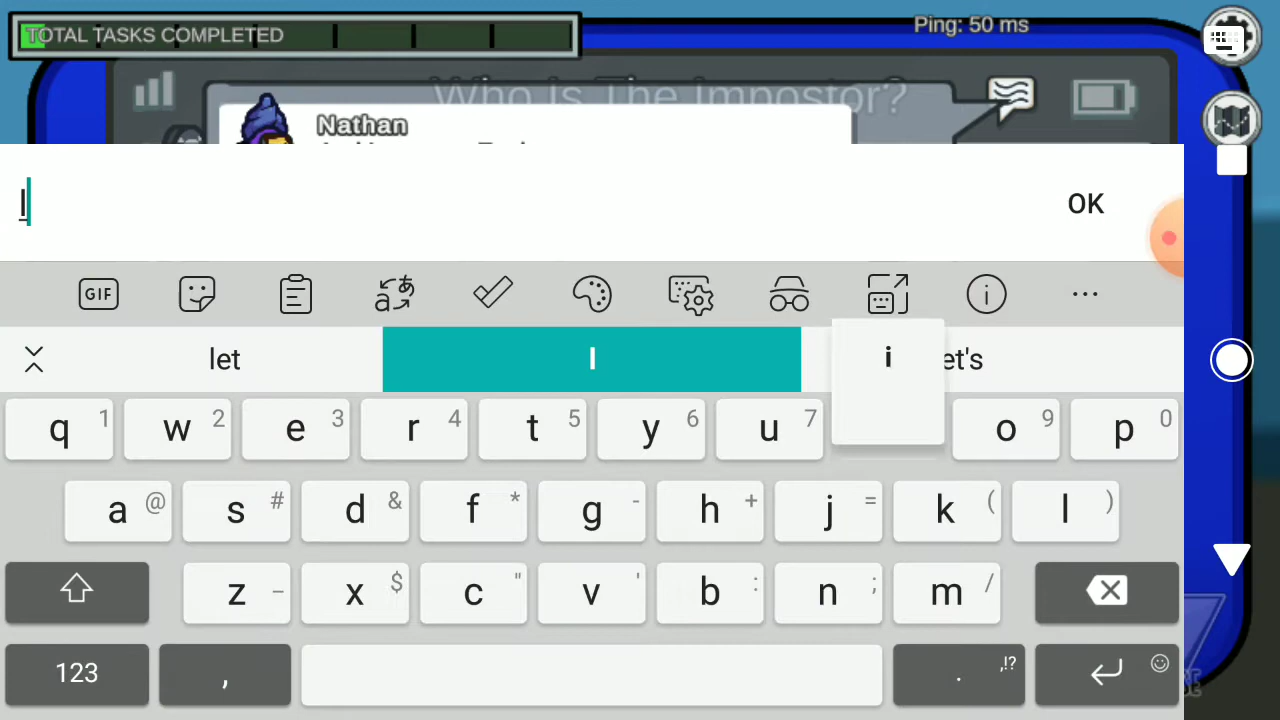 TOTAL TASKS COMPLETED
Ping: 50 ms
Who Is The Impostor?
Nathan
l
OK
GIF
let
l
et's
i
q 1 w 2 e 3 r 4 t 5 y 6 u 7 o 9 p 0
a @ s # d & f * g - h + j = k ( l )
z _ x $ c " v ' b : n ; m /
123 , . ,!?